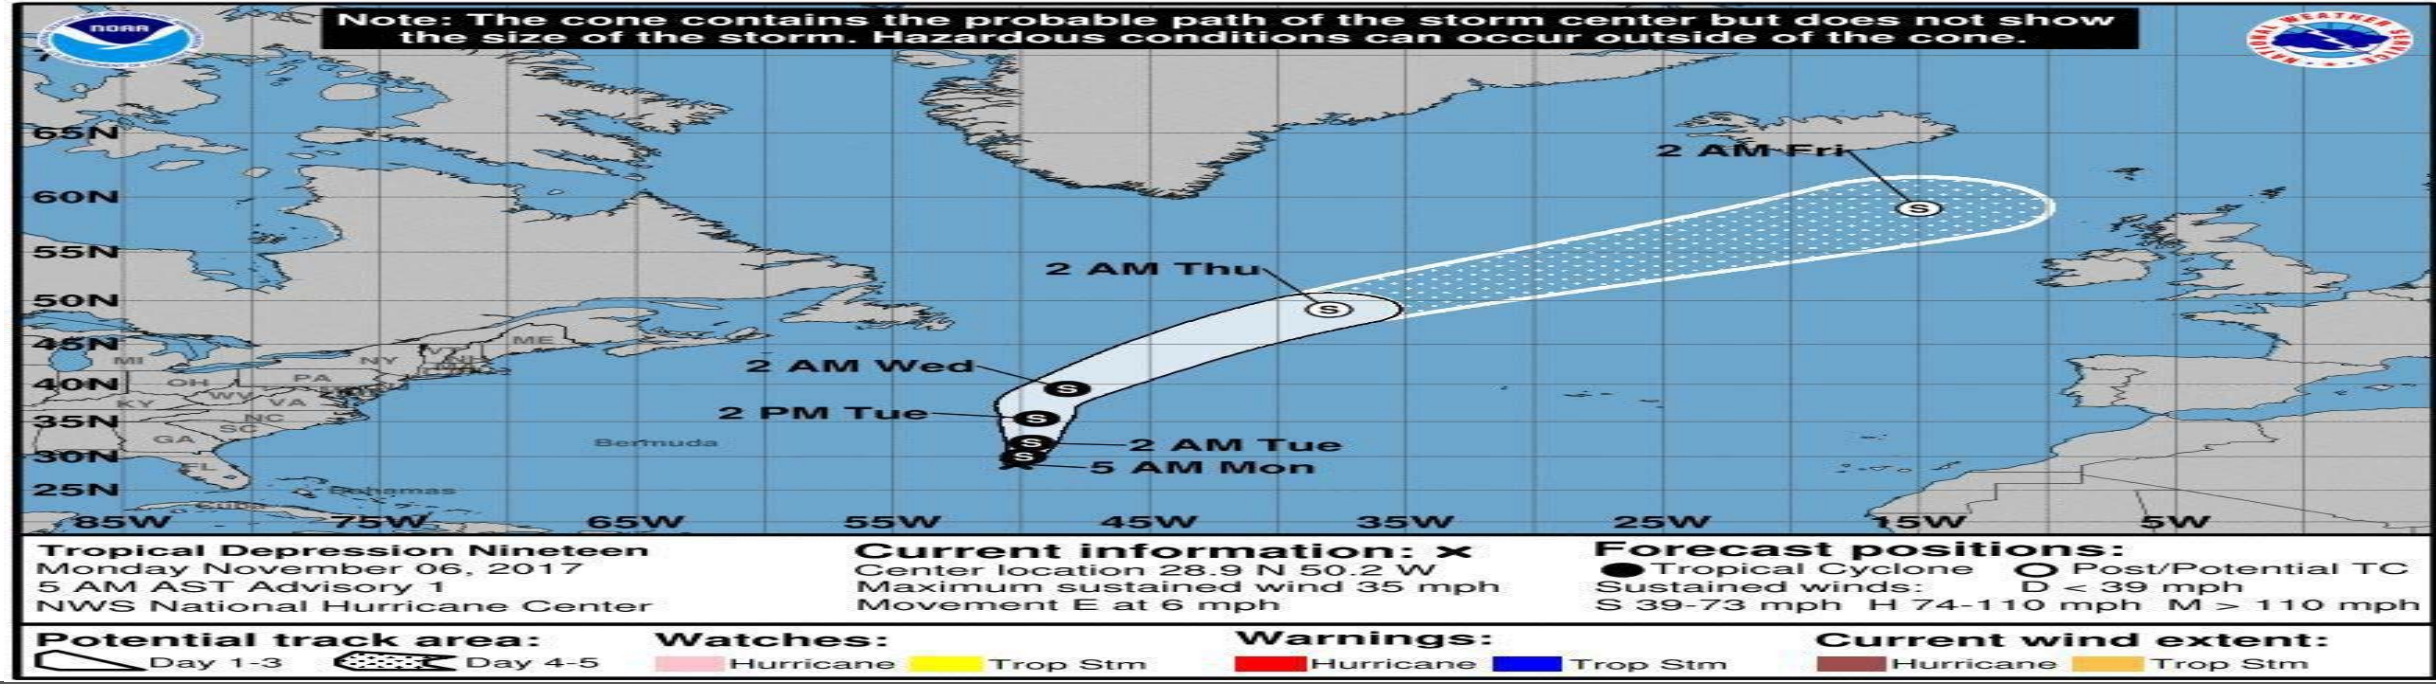 Note: The cone contains the probable path of the storm center but does not show
the size of the storm. Hazardous conditions can occur outside of the cone.
NOAA
NATIONAL WEATHER SERVICE
65N
2 AM Fri
S
60N
55N
2 AM Thu
50N
S
45N
ME
VT
NY
MI
2 AM Wed
S
40N
OH
PA
WV
KY
VA
2 PM Tue
S
35N
NC
SC
GA
Bermuda
S
2 AM Tue
30N
S
5 AM Mon
FL
25N
Bahamas
Cuba
85W 75W 65W 55W 45W 35W 25W 15W 5W
Tropical Depression Nineteen
Monday November 06, 2017
5 AM AST Advisory 1
NWS National Hurricane Center
Current information: x
Center location 28.9 N 50.2 W
Maximum sustained wind 35 mph
Movement E at 6 mph
Forecast positions:
Tropical Cyclone Post/Potential TC
Sustained winds: D < 39 mph
S 39-73 mph H 74-110 mph M > 110 mph
Potential track area:
Day 1-3 Day 4-5
Watches:
Hurricane Trop Stm
Warnings:
Hurricane Trop Stm
Current wind extent:
Hurricane Trop Stm